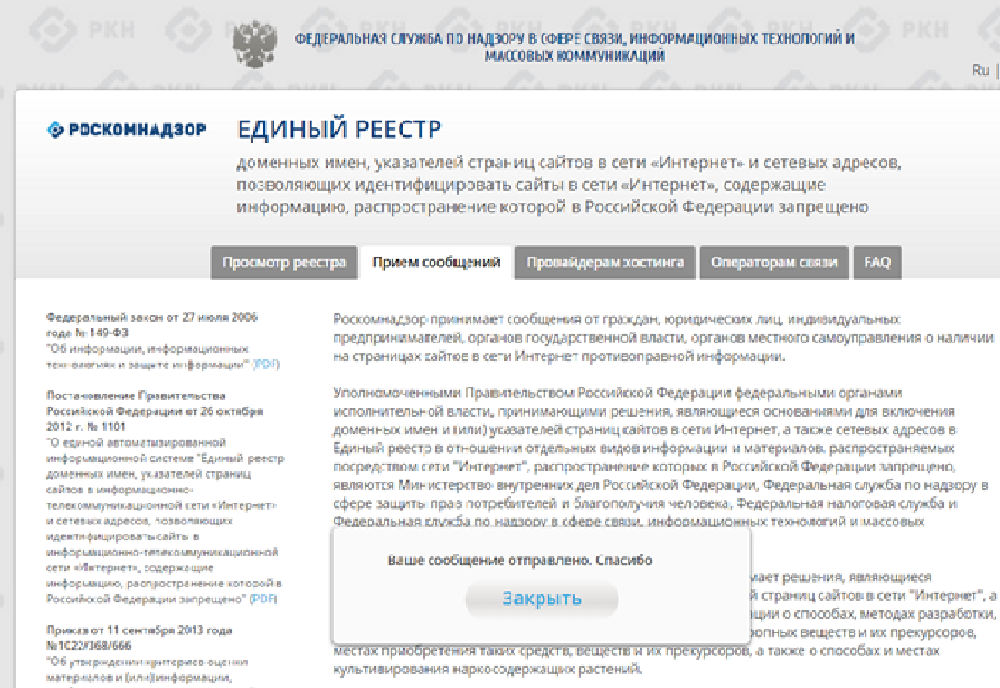 ФЕДЕРАЛЬНАЯ СЛУЖБА ПО НАДЗОРУ В СФЕРЕ СВЯЗИ, ИНФОРМАЦИОННЫХ ТЕХНОЛОГИЙ И
МАССОВЫХ КОММУНИКАЦИЙ
Ru |
РОСКОМНАДЗОР
ЕДИНЫЙ РЕЕСТР
доменных имен, указателей страниц сайтов в сети «Интернет» и сетевых адресов,
позволяющих идентифицировать сайты в сети «Интернет», содержащие
информацию, распространение которой в Российской Федерации запрещено
Просмотр реестра
Прием сообщений
Провайдерам хостинга
Операторам связи
FAQ
Федеральный закон от 27 июля 2006
года № 149-ФЗ
"Об информации, информационных
технологиях и защите информации" (PDF)
Постановление Правительства
Российской Федерации от 26 октября
2012 г. № 1101
"О единой автоматизированной
информационной системе "Единый реестр
доменных имен, указателей страниц
сайтов в информационно-
телекоммуникационной сети «Интернет»
и сетевых адресов, позволяющих
идентифицировать сайты в
информационно-телекоммуникационной
сети «Интернет», содержащие
информацию, распространение которой в
Российской Федерации запрещено" (PDF)
Приказ от 11 сентября 2013 года
№ 1022/368/666
"Об утверждении критериев оценки
материалов и (или) информации,
Роскомнадзор принимает сообщения от граждан, юридических лиц, индивидуальных
предпринимателей, органов государственной власти, органов местного самоуправления о наличии
на страницах сайтов в сети Интернет противоправной информации.
Уполномоченными Правительством Российской Федерации федеральными органами
исполнительной власти, принимающими решения, являющиеся основаниями для включения
доменных имен и (или) указателей страниц сайтов в сети Интернет, а также сетевых адресов в
Единый реестр в отношении отдельных видов информации и материалов, распространяемых
посредством сети "Интернет", распространение которых в Российской Федерации запрещено,
являются Министерство внутренних дел Российской Федерации, Федеральная служба по надзору в
сфере защиты прав потребителей и благополучия человека, Федеральная налоговая служба и
Федеральная служба по надзору в сфере связи, информационных технологий и массовых
Ваше сообщение отправлено. Спасибо
Закрыть
мает решения, являющиеся
й страниц сайтов в сети "Интернет", а
ции о способах, методах разработки,
ропных веществ и их прекурсоров,
местах приобретения таких средств, веществ и их прекурсоров, а также о способах и местах
культивирования наркосодержащих растений.